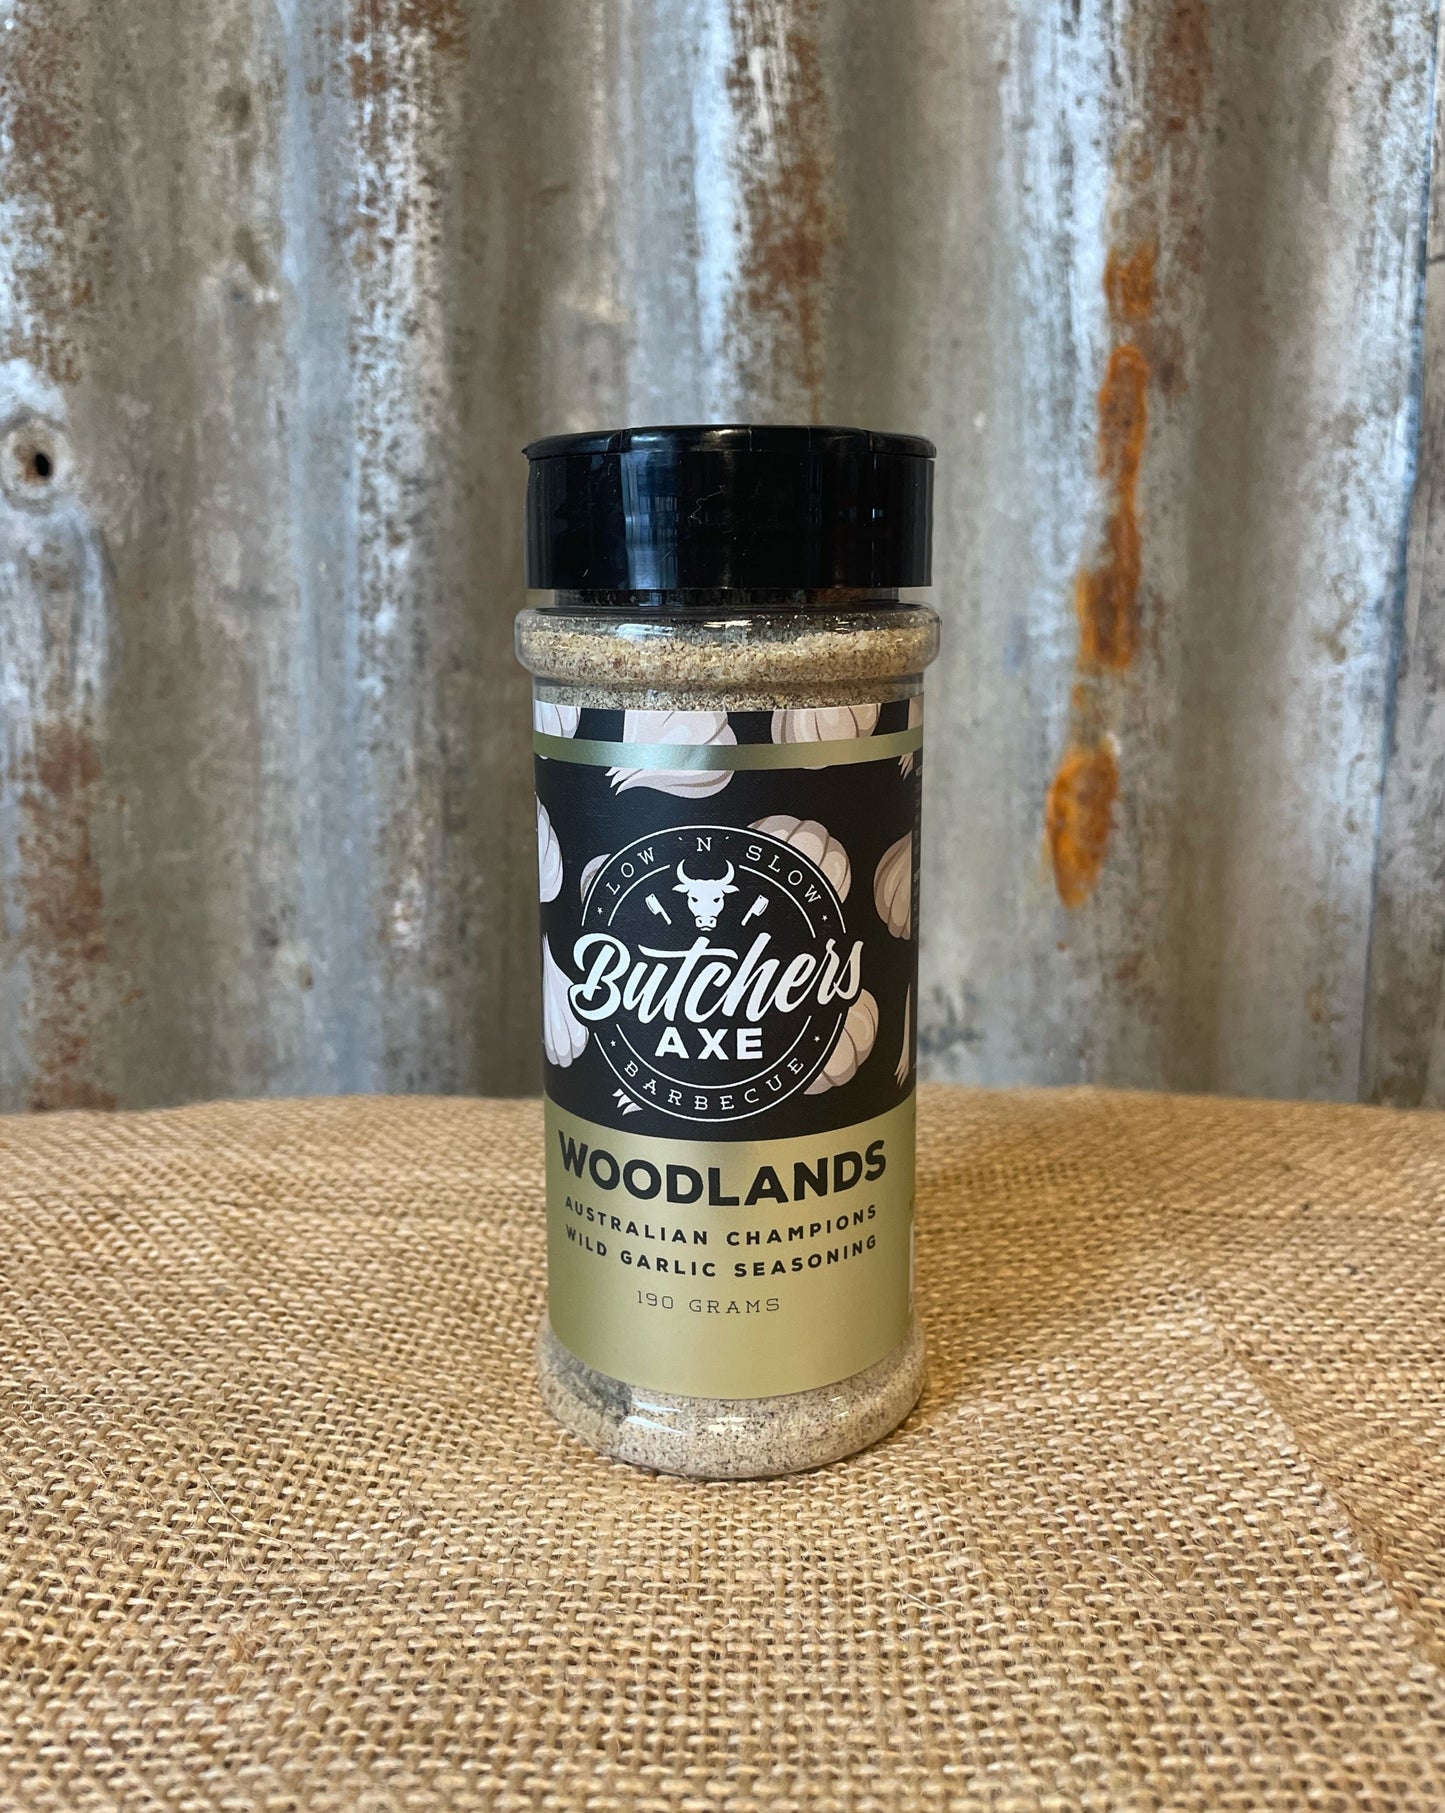 LOW 'N' SLOW
Butchers
AXE
BARBECUE
WOODLANDS
AUSTRALIAN CHAMPIONS
WILD GARLIC SEASONING
190 GRAMS